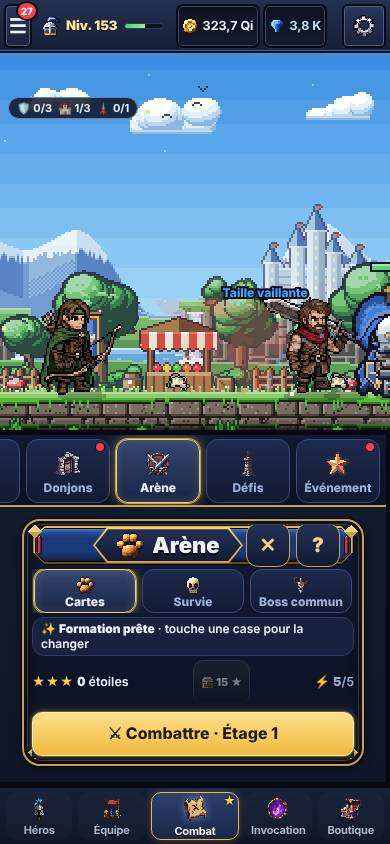 27
Niv. 153
323,7 Qi
3,8 K
0/3 1/3 0/1
Taille vaillante
Donjons
Arène
Défis
Événement
Arène
×
?
Cartes
Survie
Boss commun
✨ Formation prête · touche une case pour la
changer
★★★ 0 étoiles
15 ★
⚡ 5/5
⚔ Combattre · Étage 1
Héros
Équipe
Combat
Invocation
Boutique